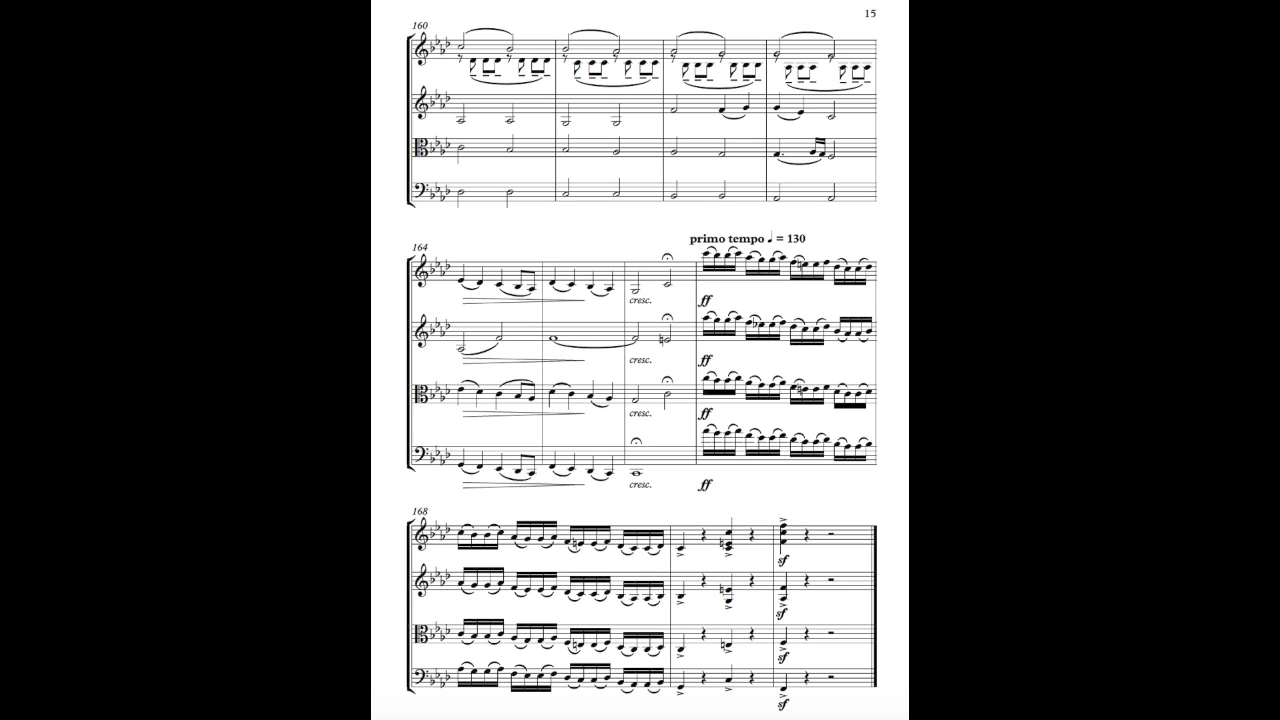 15
160
164
primo tempo ♩ = 130
cresc. ff
cresc. ff
cresc. ff
cresc. ff
168
sf
sf
sf
sf